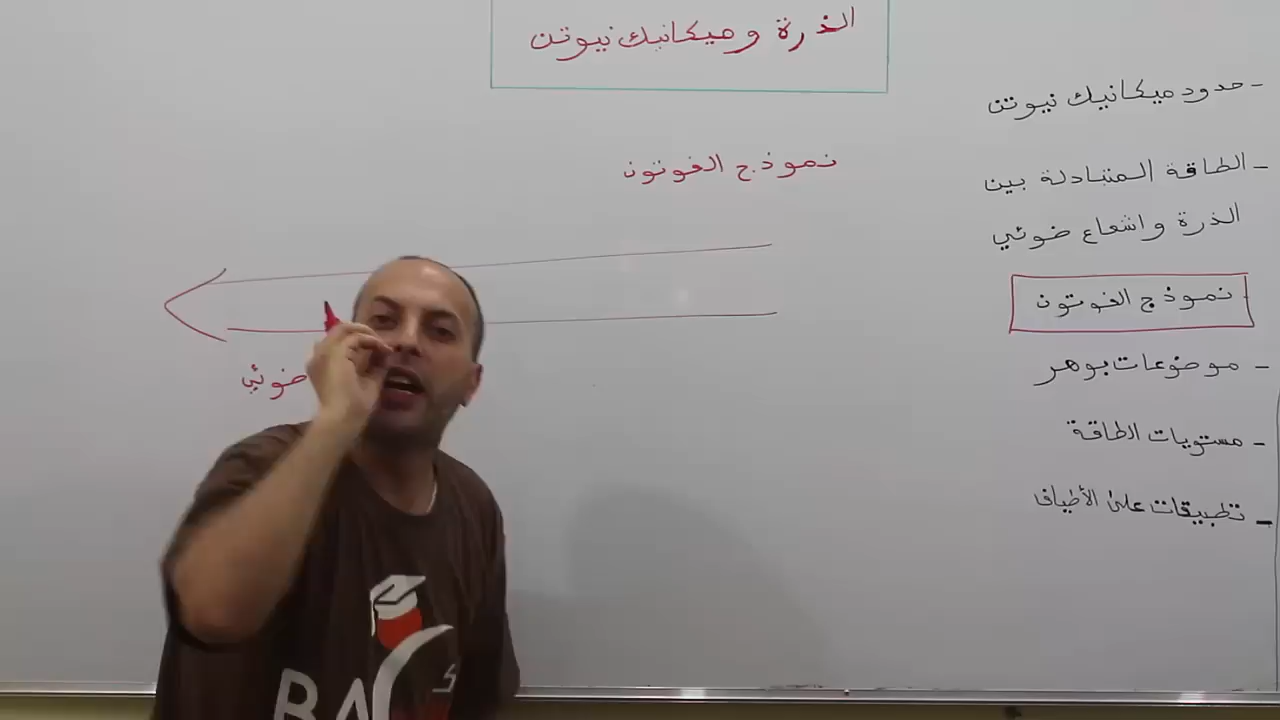 الذرة وميكانيك نيوتن
- حدود ميكانيك نيوتن
- الطاقة المتبادلة بين
الذرة واشعاع ضوئي
- نموذج الفوتون
- موضوعات بوهر
- مستويات الطاقة
- تطبيقات على الأطياف
نموذج الفوتون
ضوئي
BAC